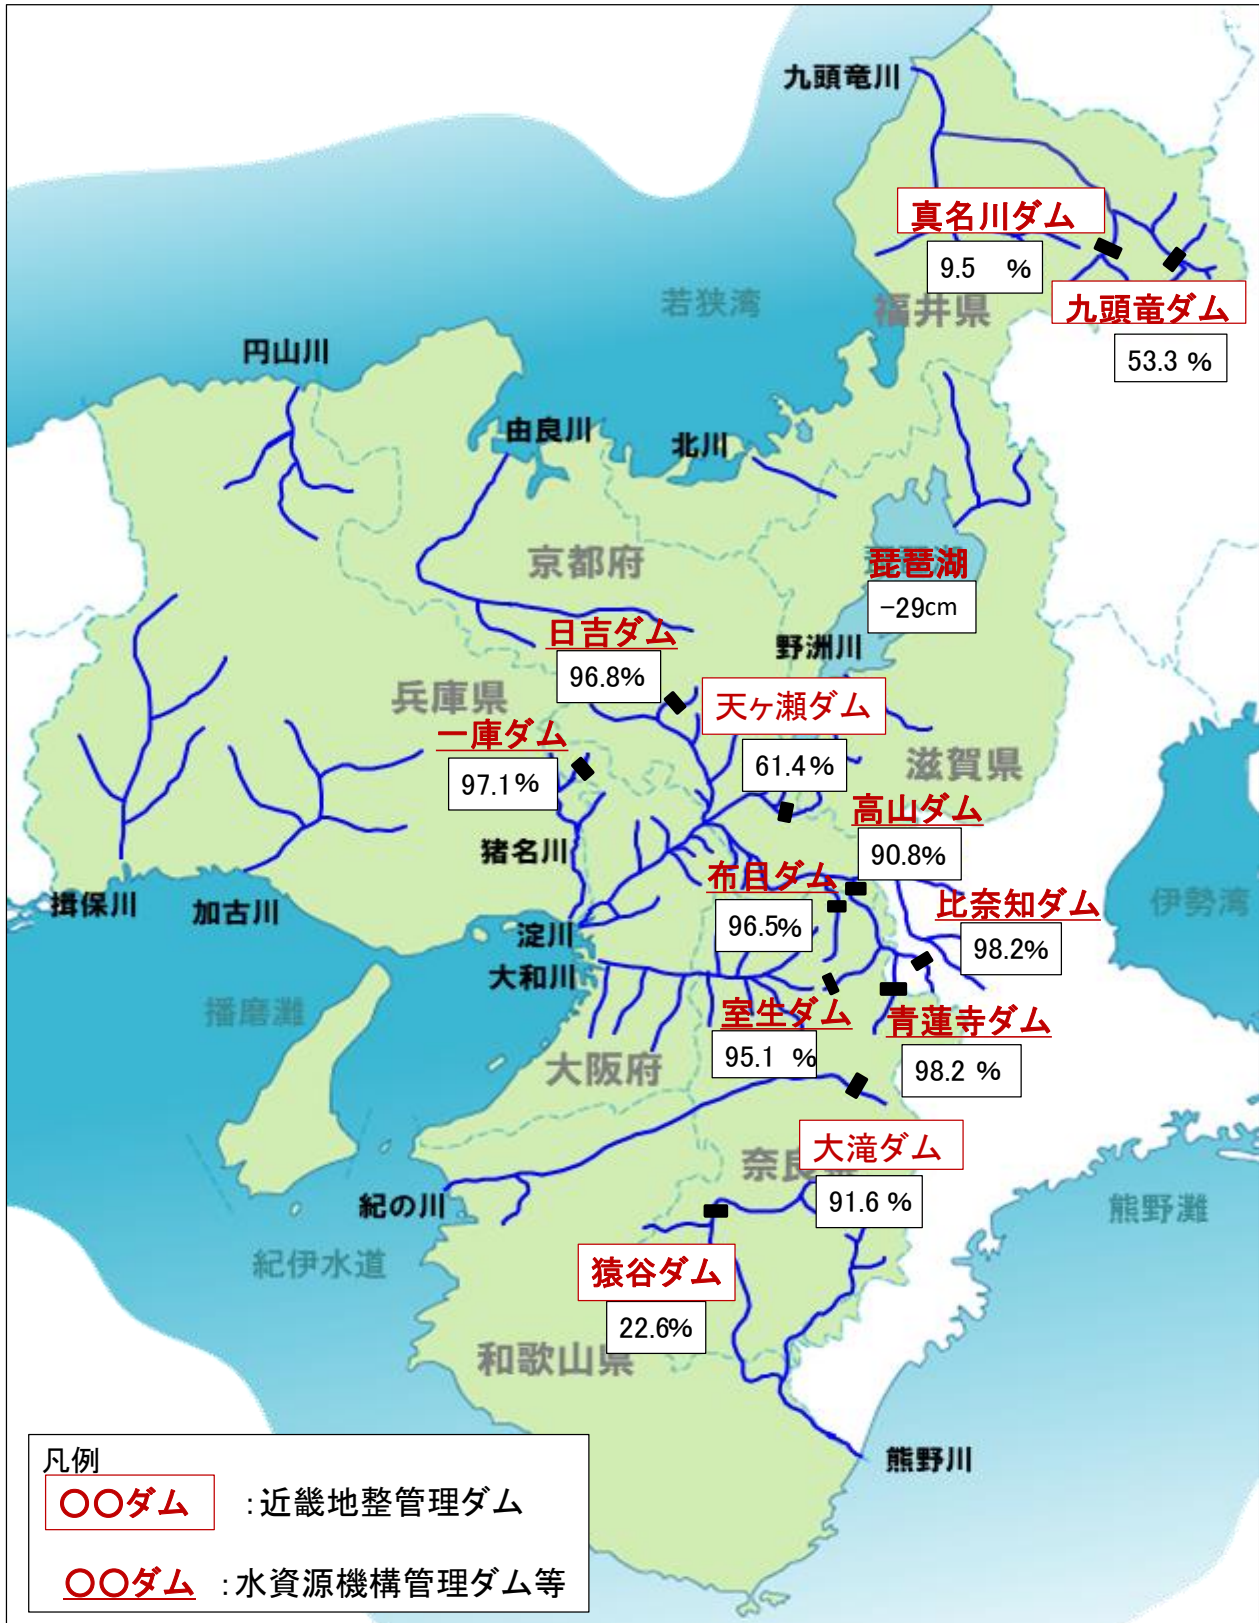 九頭竜川
真名川ダム
9.5 %
九頭竜ダム
若狭湾
福井県
53.3 %
円山川
由良川
北川
京都府
琵琶湖
-29cm
日吉ダム
野洲川
96.8%
兵庫県
天ヶ瀬ダム
一庫ダム
61.4%
滋賀県
97.1%
高山ダム
猪名川
90.8%
布目ダム
揖保川
加古川
比奈知ダム
伊勢湾
淀川
96.5%
98.2%
大和川
播磨灘
室生ダム
青蓮寺ダム
大阪府
95.1 %
98.2 %
大滝ダム
奈良県
紀の川
91.6 %
熊野灘
紀伊水道
猿谷ダム
22.6%
和歌山県
熊野川
凡例
〇〇ダム :近畿地整管理ダム
〇〇ダム :水資源機構管理ダム等